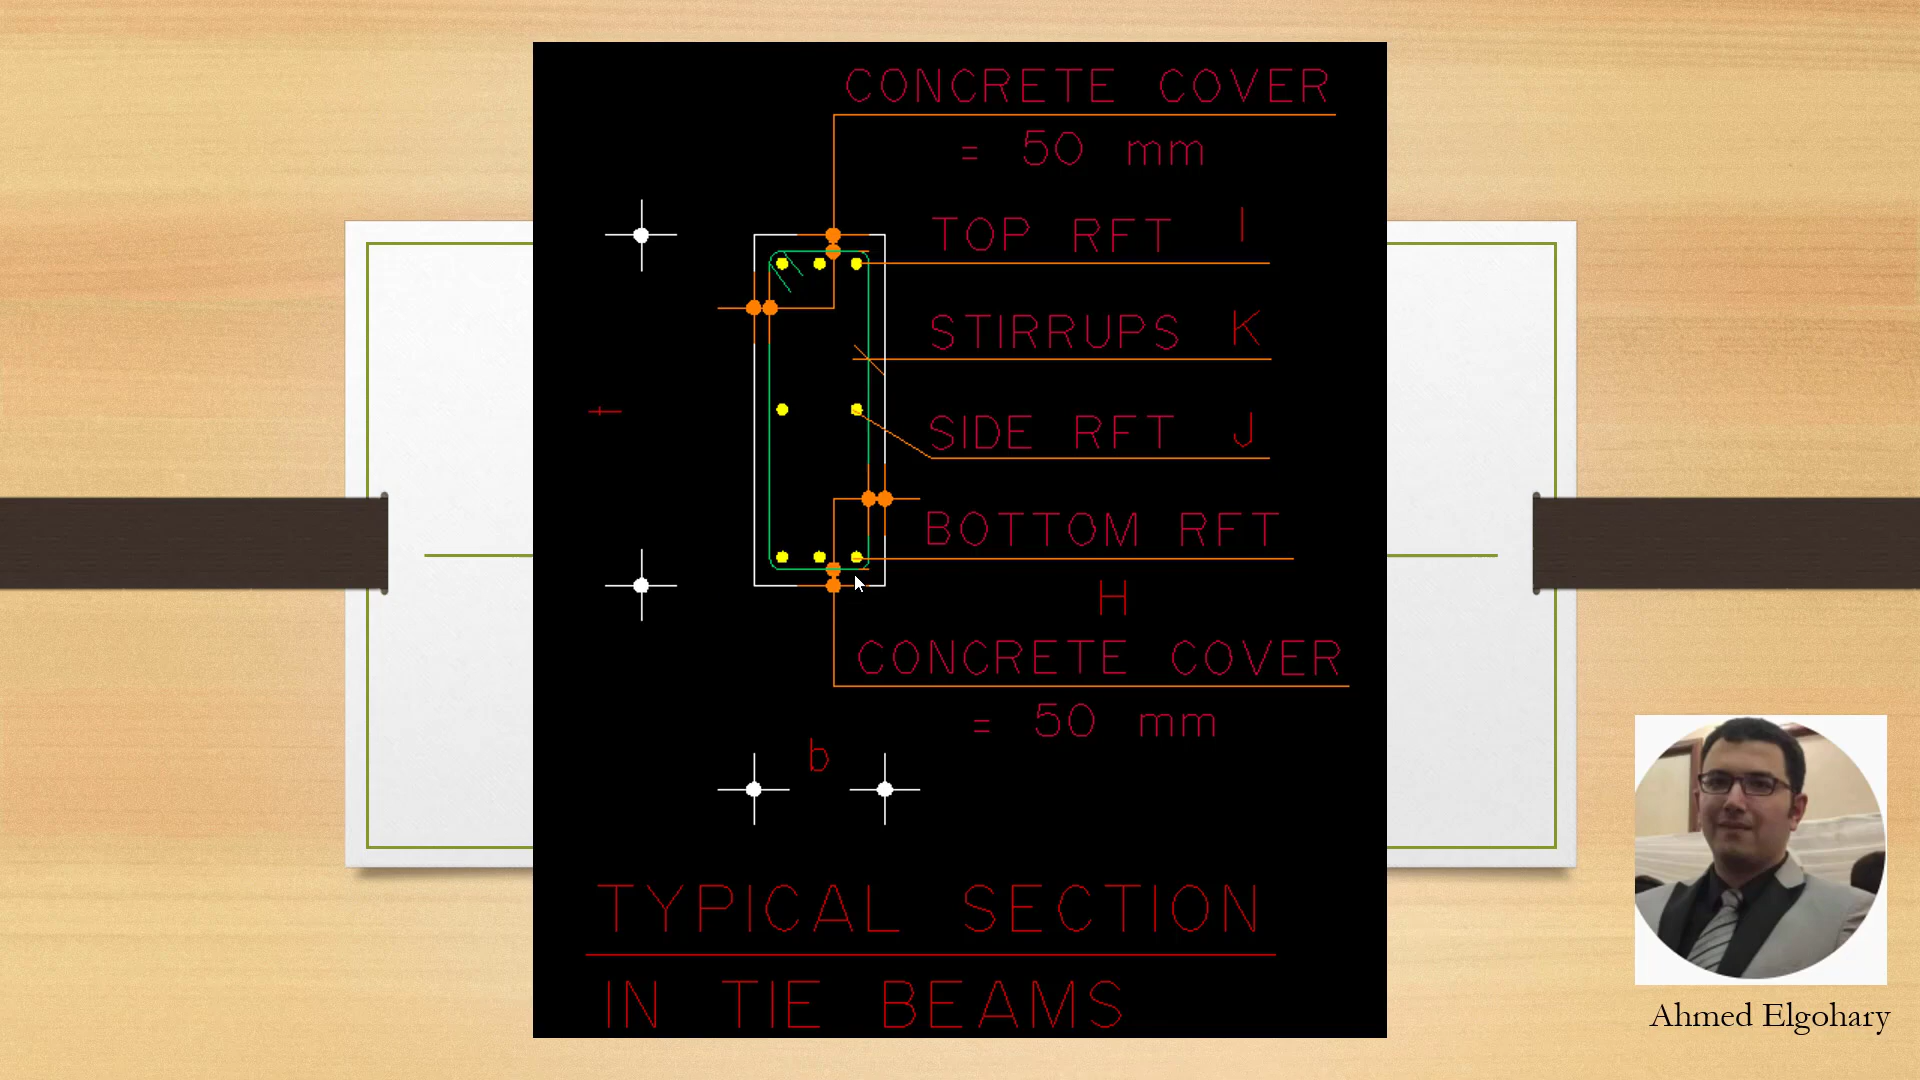 CONCRETE COVER
= 50 mm
TOP RFT I
STIRRUPS K
t
SIDE RFT J
BOTTOM RFT
H
CONCRETE COVER
= 50 mm
b
TYPICAL SECTION
IN TIE BEAMS
Ahmed Elgohary